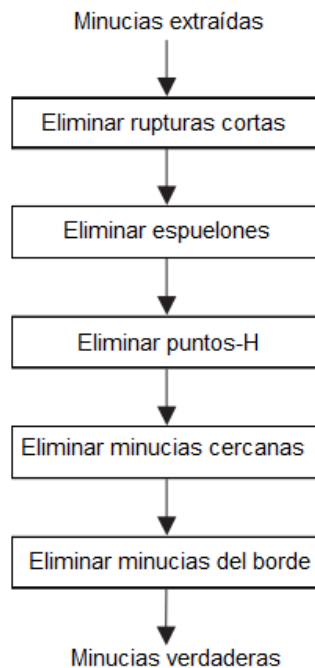 Minucias extraídas
Eliminar rupturas cortas
Eliminar espuelones
Eliminar puntos-H
Eliminar minucias cercanas
Eliminar minucias del borde
Minucias verdaderas